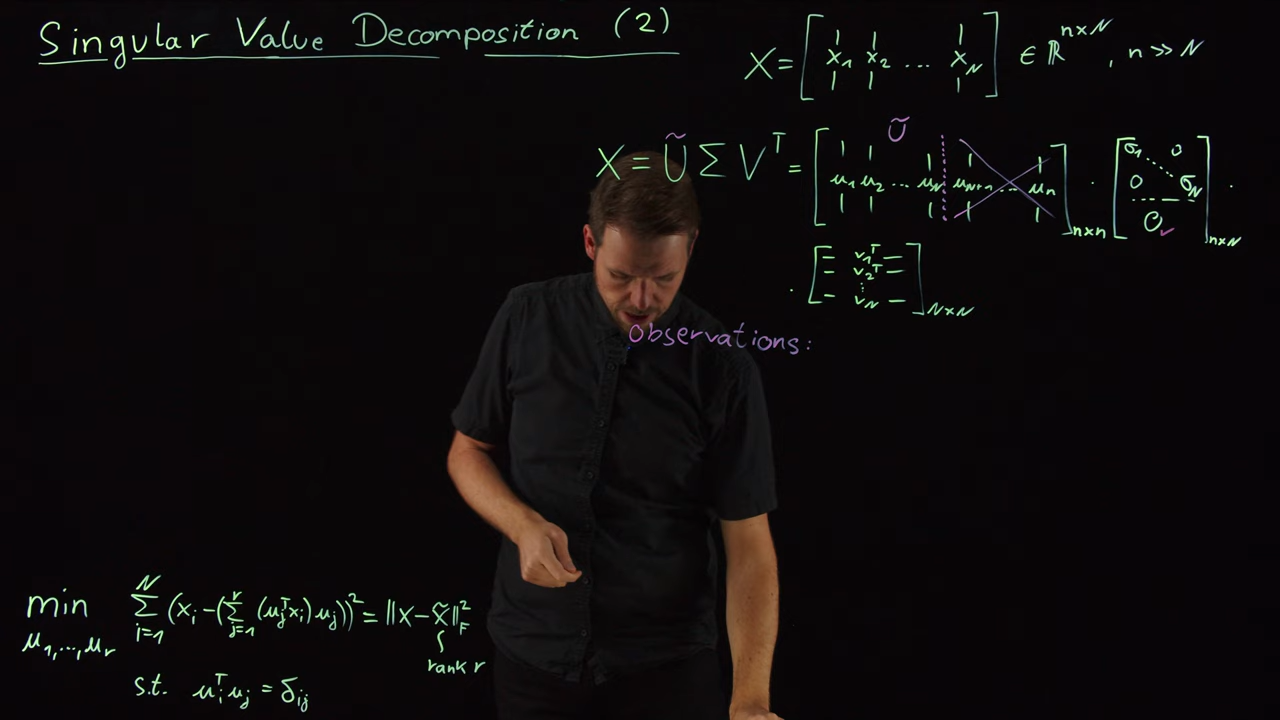 Singular Value Decomposition (2)
X = [ x₁ x₂ ... x_N ] ∈ ℝ^{n×N} , n ≫ N
Ũ
X = Ũ Σ V^T = [ u₁ u₂ ... u_N u_{N+1} ... u_n ]_{n×n} · [ σ₁ 0 0 σ_N 0 ]_{n×N} ·
· [ v₁^T v₂^T ⋮ v_N ]_{N×N}
Observations:
min_{u₁,...,u_r} Σ_{i=1}^{N} (x_i − (Σ_{j=1}^{r} (u_j^T x_i) u_j))² = ‖X − X̃‖_F²
rank r
s.t. u_i^T u_j = δ_{ij}